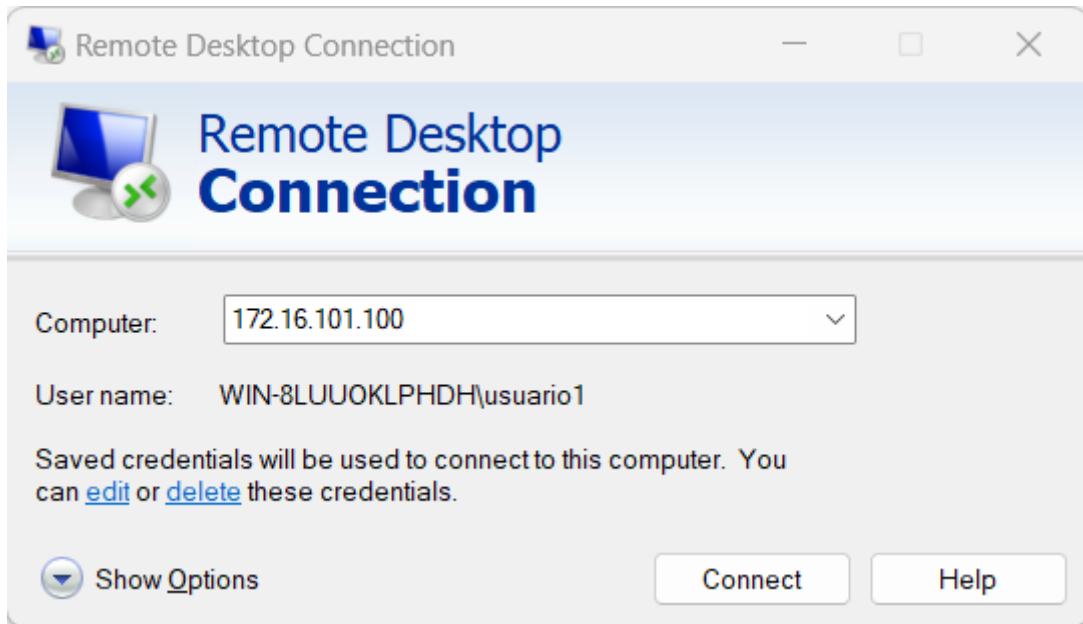 Remote Desktop Connection
Remote Desktop
Connection
Computer: 172.16.101.100
User name: WIN-8LUUOKLPHDH\usuario1
Saved credentials will be used to connect to this computer. You
can edit or delete these credentials.
Show Options Connect Help